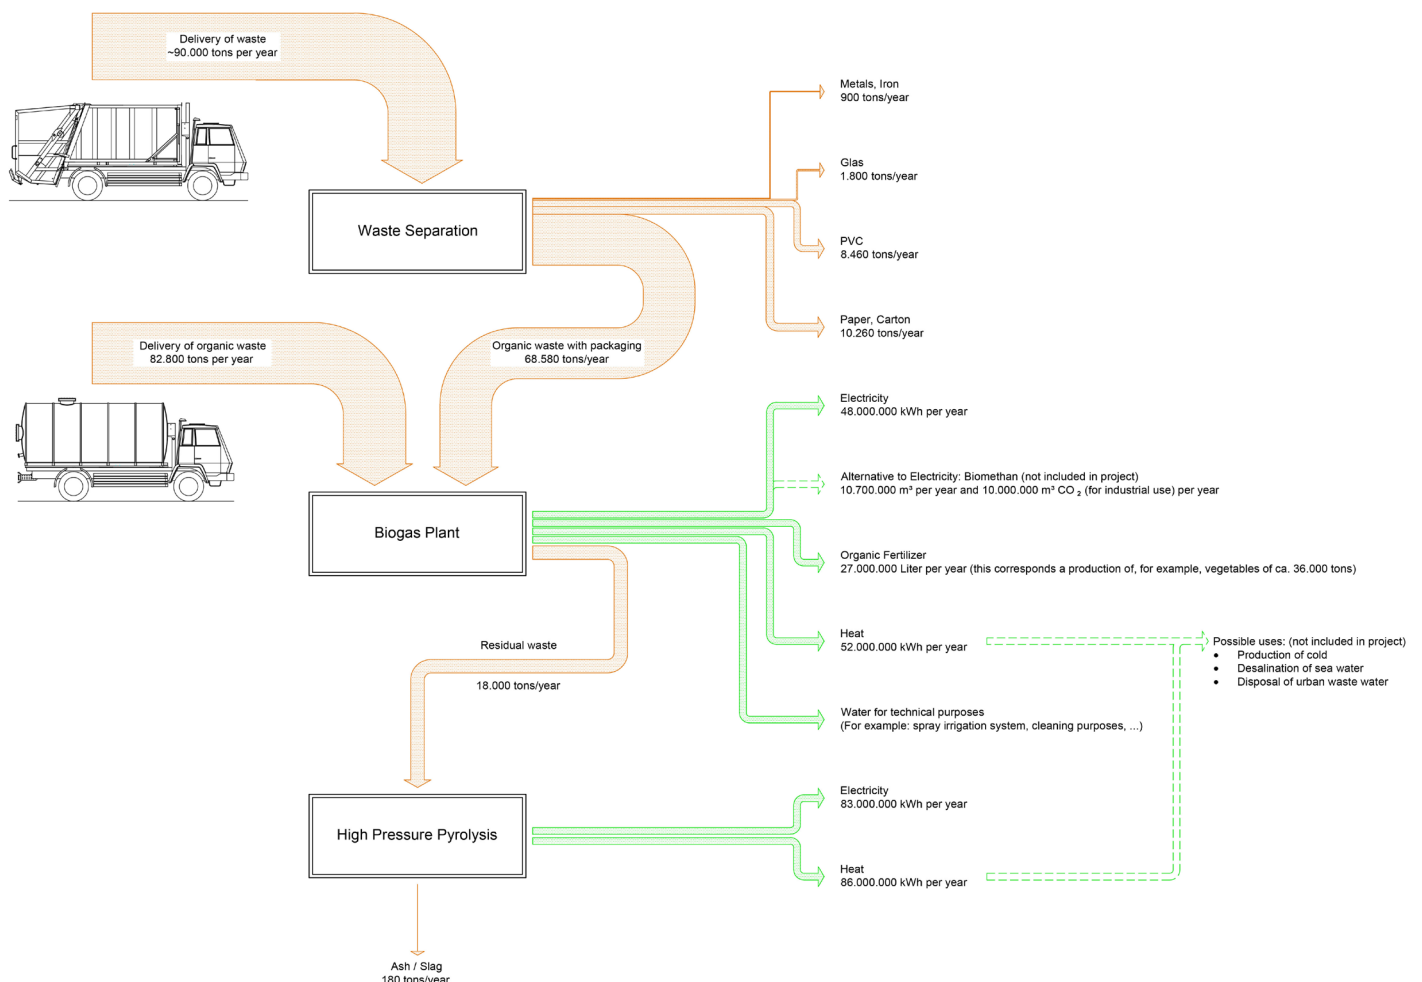 Delivery of waste
~90.000 tons per year
Metals, Iron
900 tons/year
Glas
1.800 tons/year
Waste Separation
PVC
8.460 tons/year
Paper, Carton
10.260 tons/year
Delivery of organic waste
82.800 tons per year
Organic waste with packaging
68.580 tons/year
Electricity
48.000.000 kWh per year
Alternative to Electricity: Biomethan (not included in project)
10.700.000 m³ per year and 10.000.000 m³ CO ₂ (for industrial use) per year
Biogas Plant
Organic Fertilizer
27.000.000 Liter per year (this corresponds a production of, for example, vegetables of ca. 36.000 tons)
Residual waste
18.000 tons/year
Heat
52.000.000 kWh per year
Possible uses: (not included in project)
• Production of cold
• Desalination of sea water
• Disposal of urban waste water
Water for technical purposes
(For example: spray irrigation system, cleaning purposes, ...)
High Pressure Pyrolysis
Electricity
83.000.000 kWh per year
Heat
86.000.000 kWh per year
Ash / Slag
180 tons/year